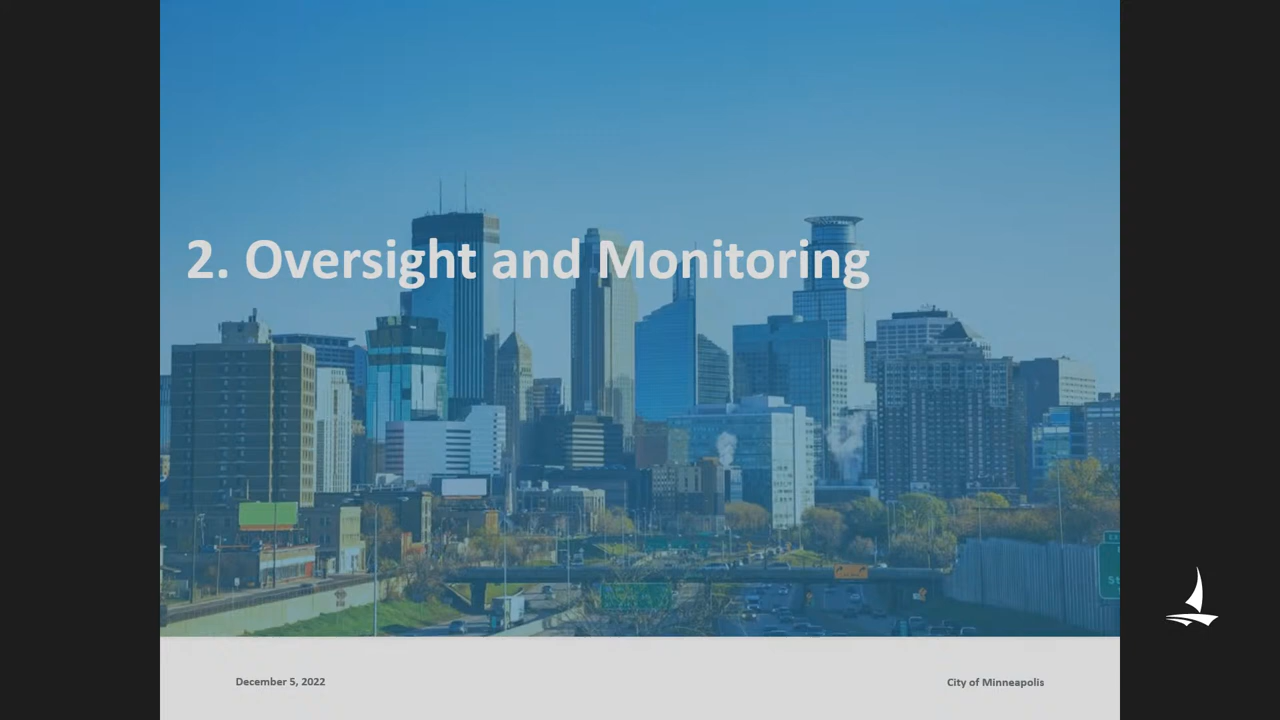 2. Oversight and Monitoring
December 5, 2022
City of Minneapolis